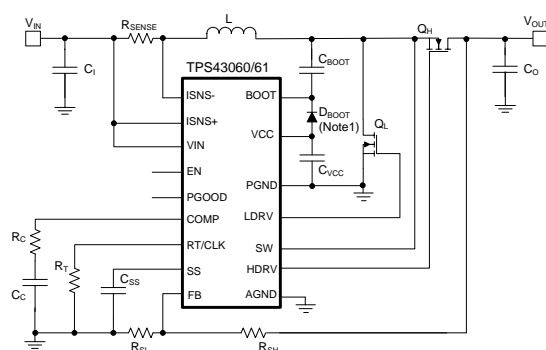 VIN
RSENSE
L
QH
VOUT
CI
TPS43060/61
CBOOT
CO
ISNS-
BOOT
ISNS+
DBOOT
(Note1)
VIN
VCC
QL
EN
CVCC
PGOOD
PGND
COMP
LDRV
RC
RT/CLK
SW
RT
CSS
SS
HDRV
CC
FB
AGND
RSL
RSH